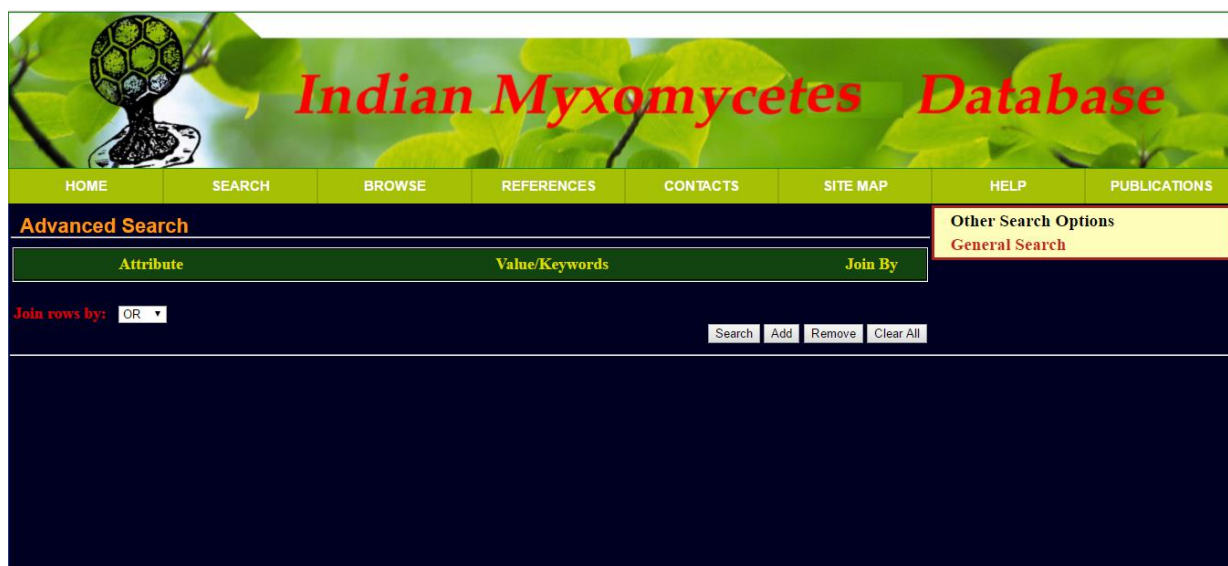 Indian Myxomycetes Database
HOME SEARCH BROWSE REFERENCES CONTACTS SITE MAP HELP PUBLICATIONS
Advanced Search
Attribute Value/Keywords Join By
Join rows by: OR
Search Add Remove Clear All
Other Search Options
General Search